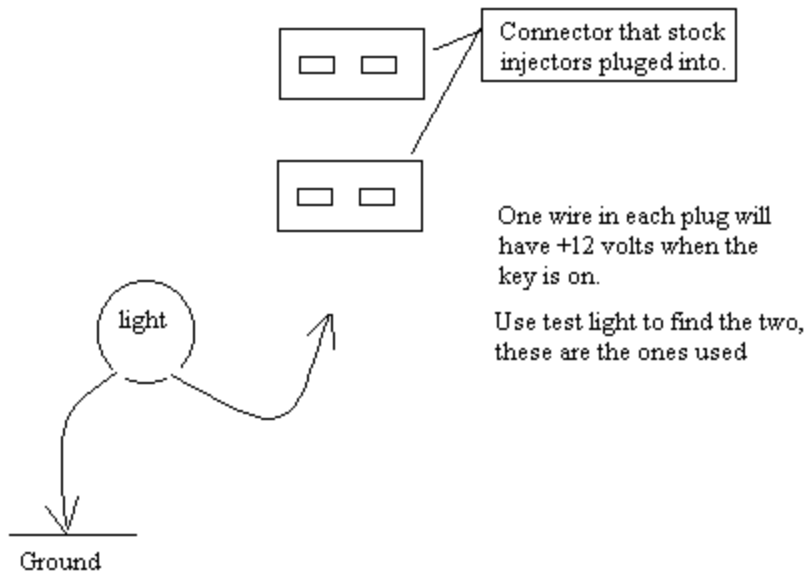 Connector that stock
injectors pluged into.
One wire in each plug will
have +12 volts when the
key is on.
light
Use test light to find the two,
these are the ones used
Ground